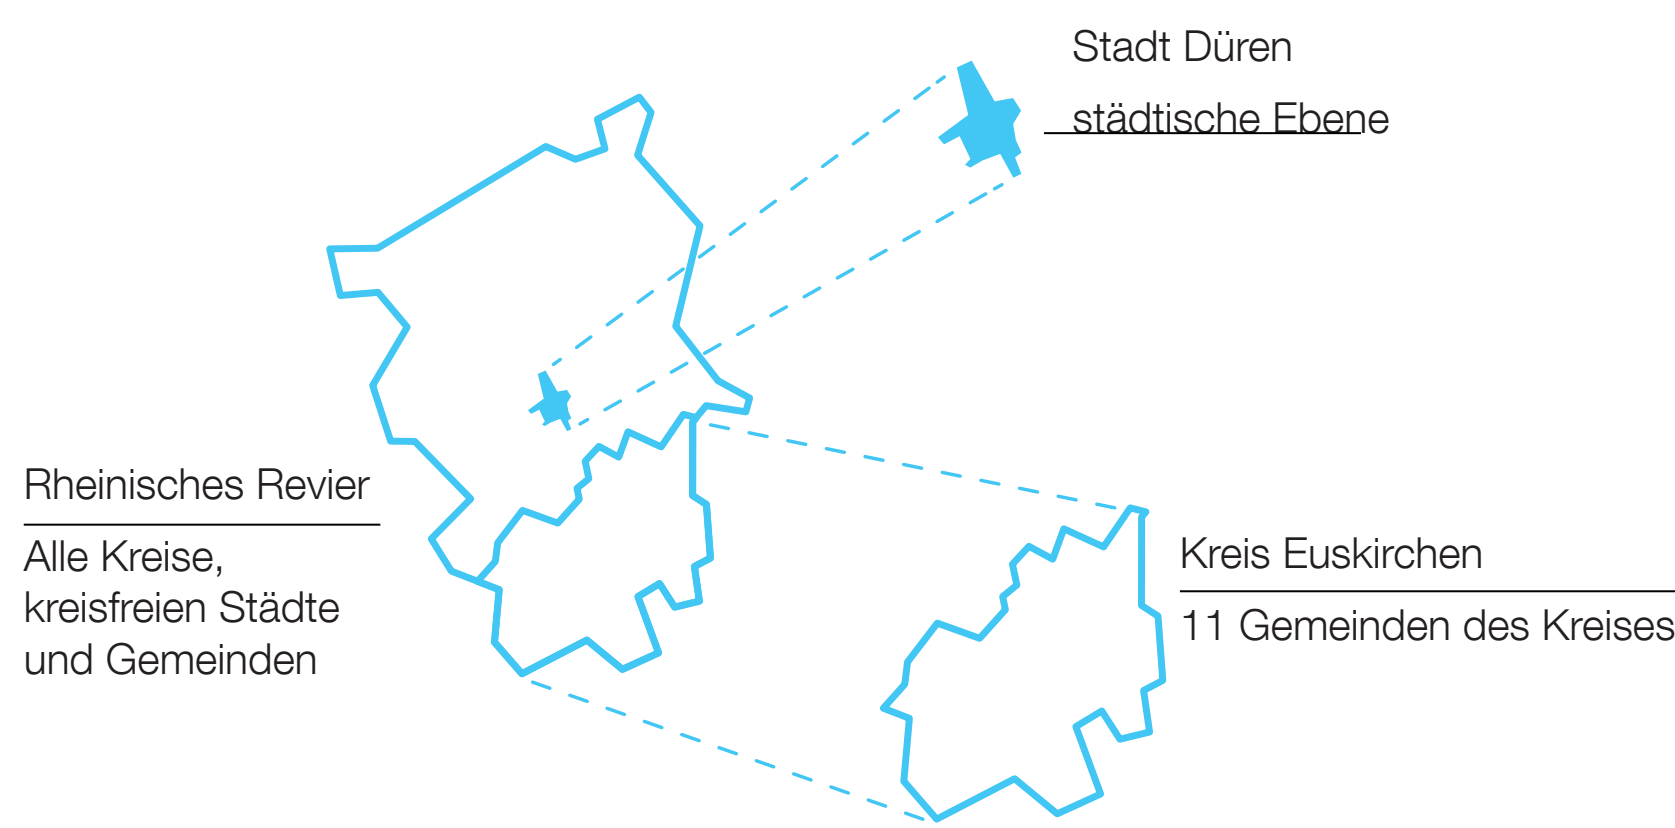 Stadt Düren
städtische Ebene
Rheinisches Revier
Alle Kreise,
kreisfreien Städte
und Gemeinden
Kreis Euskirchen
11 Gemeinden des Kreises